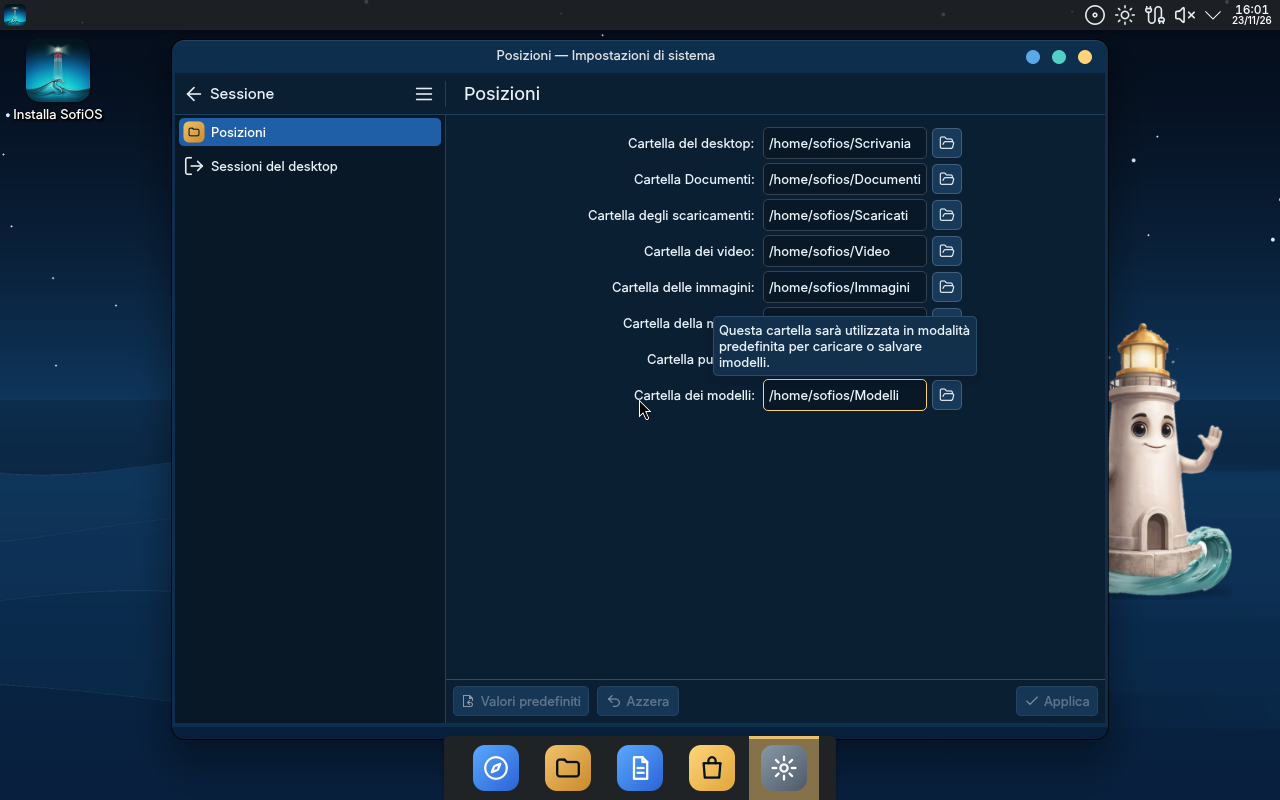 16:01
23/11/26
Posizioni — Impostazioni di sistema
Sessione
Posizioni
Installa SofiOS
Posizioni
Sessioni del desktop
Cartella del desktop: /home/sofios/Scrivania
Cartella Documenti: /home/sofios/Documenti
Cartella degli scaricamenti: /home/sofios/Scaricati
Cartella dei video: /home/sofios/Video
Cartella delle immagini: /home/sofios/Immagini
Cartella della
Cartella
Questa cartella sarà utilizzata in modalità
predefinita per caricare o salvare
imodelli.
Cartella dei modelli: /home/sofios/Modelli
Valori predefiniti
Azzera
Applica